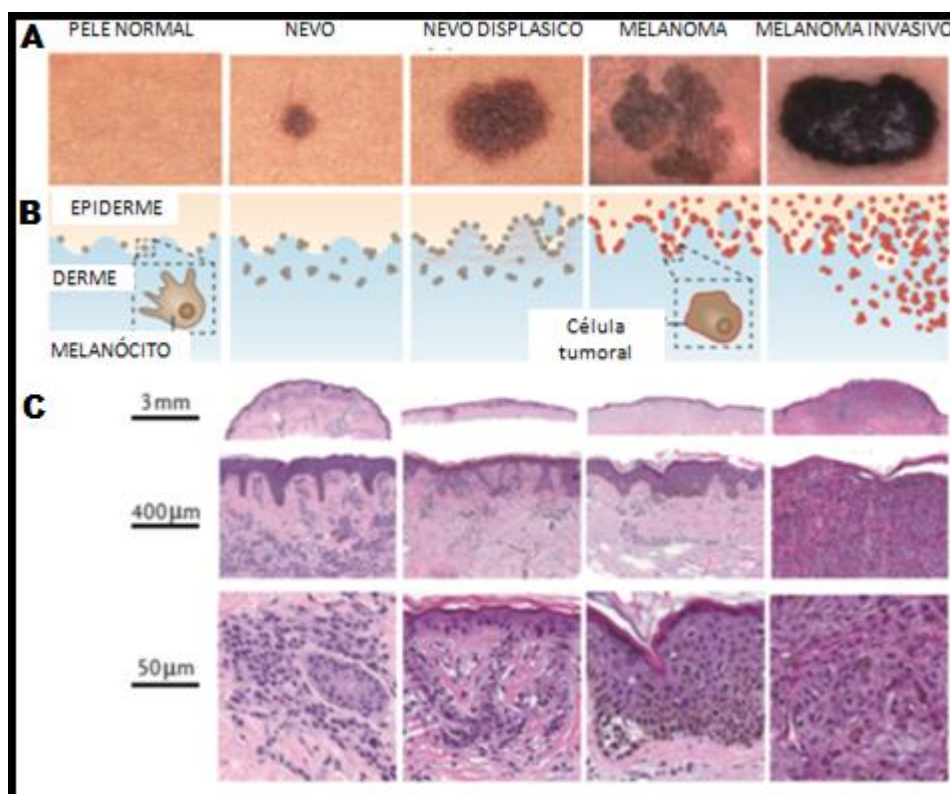 A
PELE NORMAL
NEVO
NEVO DISPLASICO
MELANOMA
MELANOMA INVASIVO
B
EPIDERME
DERME
MELANÓCITO
Célula
tumoral
C
3mm
400μm
50μm